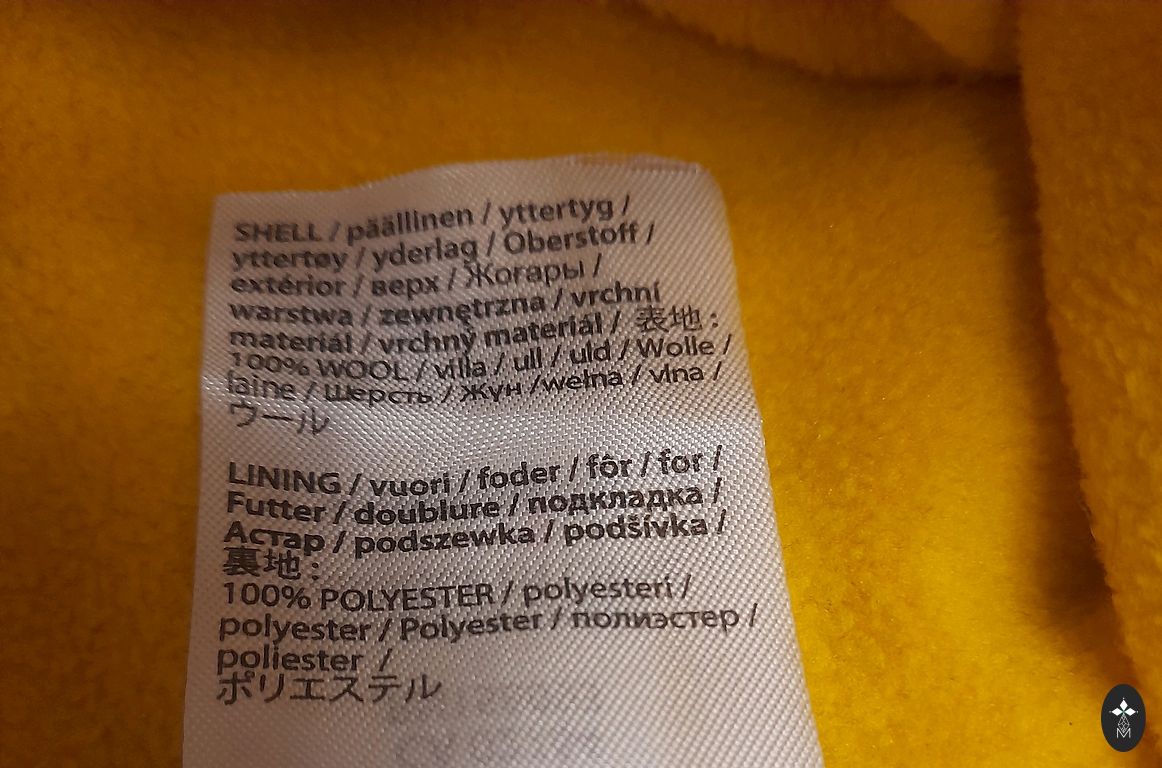 SHELL / päällinen / yttertyg /
yttertøy / yderlag / Oberstoff /
extérior / верх / Жогары /
warstwa / zewnętrzna / vrchní
materiál / vrchný materiál / 表地 :
100% WOOL / villa / ull / uld / Wolle /
laine / Шерсть / Жүн /wełna / vlna /
ウール
LINING / vuori / foder / fôr / for /
Futter / doublure / подкладка /
Астар / podszewka / podšívka /
裏地 :
100% POLYESTER / polyesteri /
polyester / Polyester / полиэстер /
poliester /
ポリエステル
M